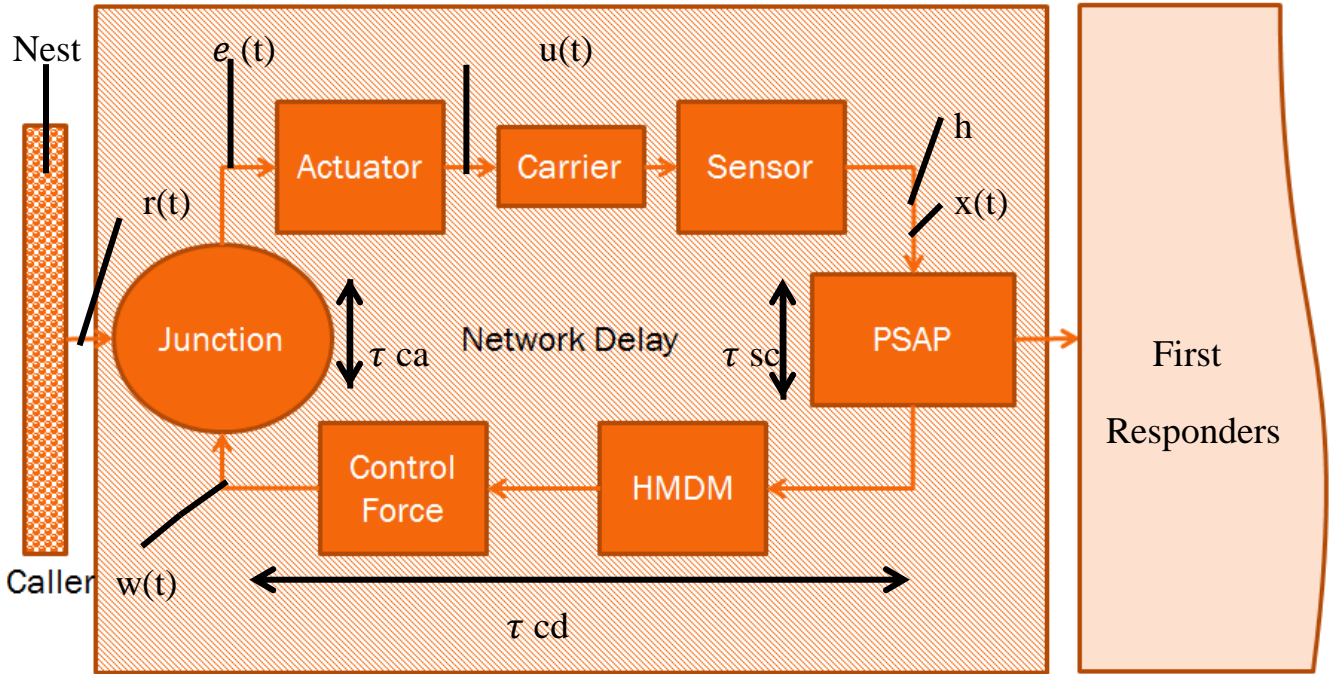 Nest
e (t)
u(t)
h
Actuator
Carrier
Sensor
r(t)
x(t)
Junction
Network Delay
PSAP
τ ca
τ sc
First
Responders
Control
Force
HMDM
Caller
w(t)
τ cd